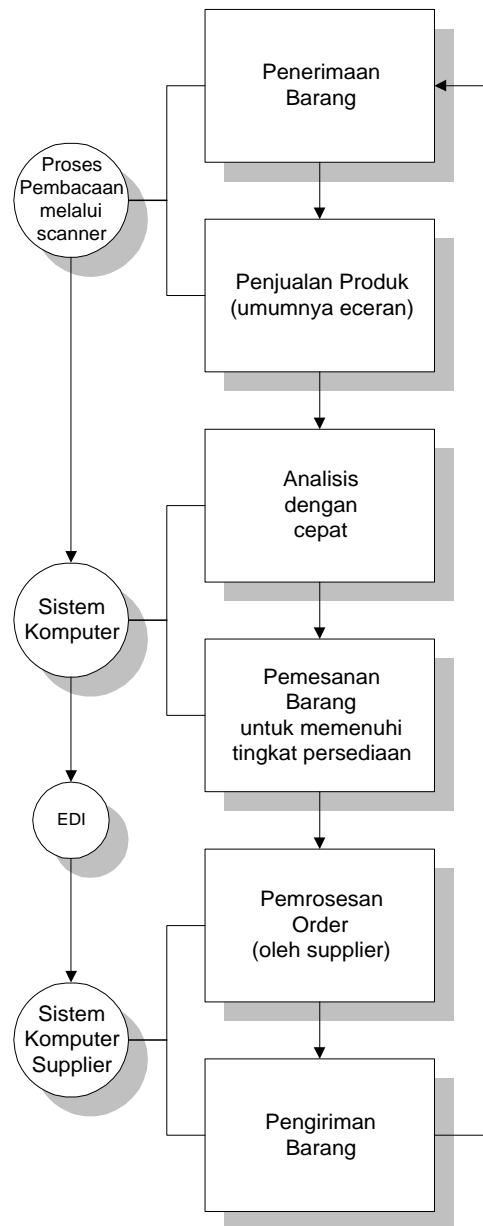 Penerimaan
Barang
Proses
Pembacaan
melalui
scanner
Penjualan Produk
(umumnya eceran)
Analisis
dengan
cepat
Sistem
Komputer
Pemesanan
Barang
untuk memenuhi
tingkat persediaan
EDI
Pemrosesan
Order
(oleh supplier)
Sistem
Komputer
Supplier
Pengiriman
Barang